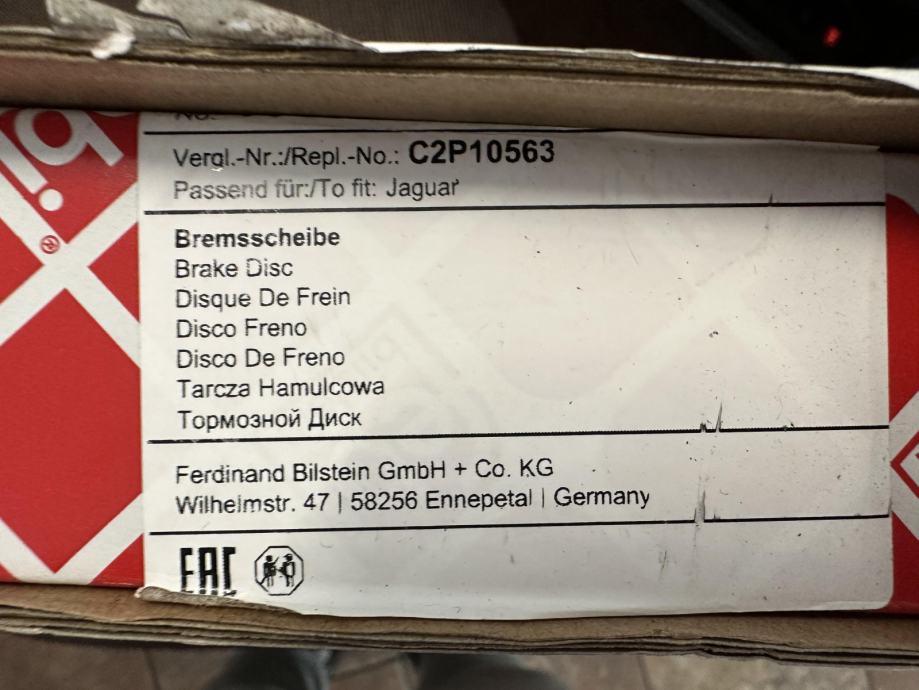 No.
Vergl.-Nr.:/Repl.-No.: C2P10563
Passend für:/To fit: Jaguar
Bremsscheibe
Brake Disc
Disque De Frein
Disco Freno
Disco De Freno
Tarcza Hamulcowa
Тормозной Диск
Ferdinand Bilstein GmbH + Co. KG
Wilhelmstr. 47 | 58256 Ennepetal | Germany
EAC